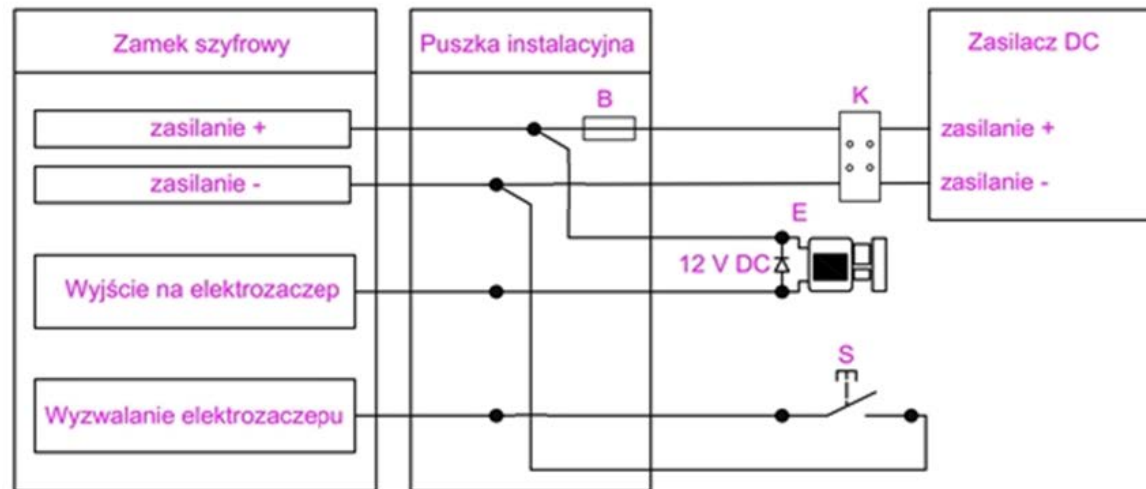 Zamek szyfrowy
Puszka instalacyjna
Zasilacz DC
B
K
zasilanie +
zasilanie +
zasilanie -
zasilanie -
E
12 V DC
Wyjście na elektrozaczep
S
Wyzwalanie elektrozaczepu